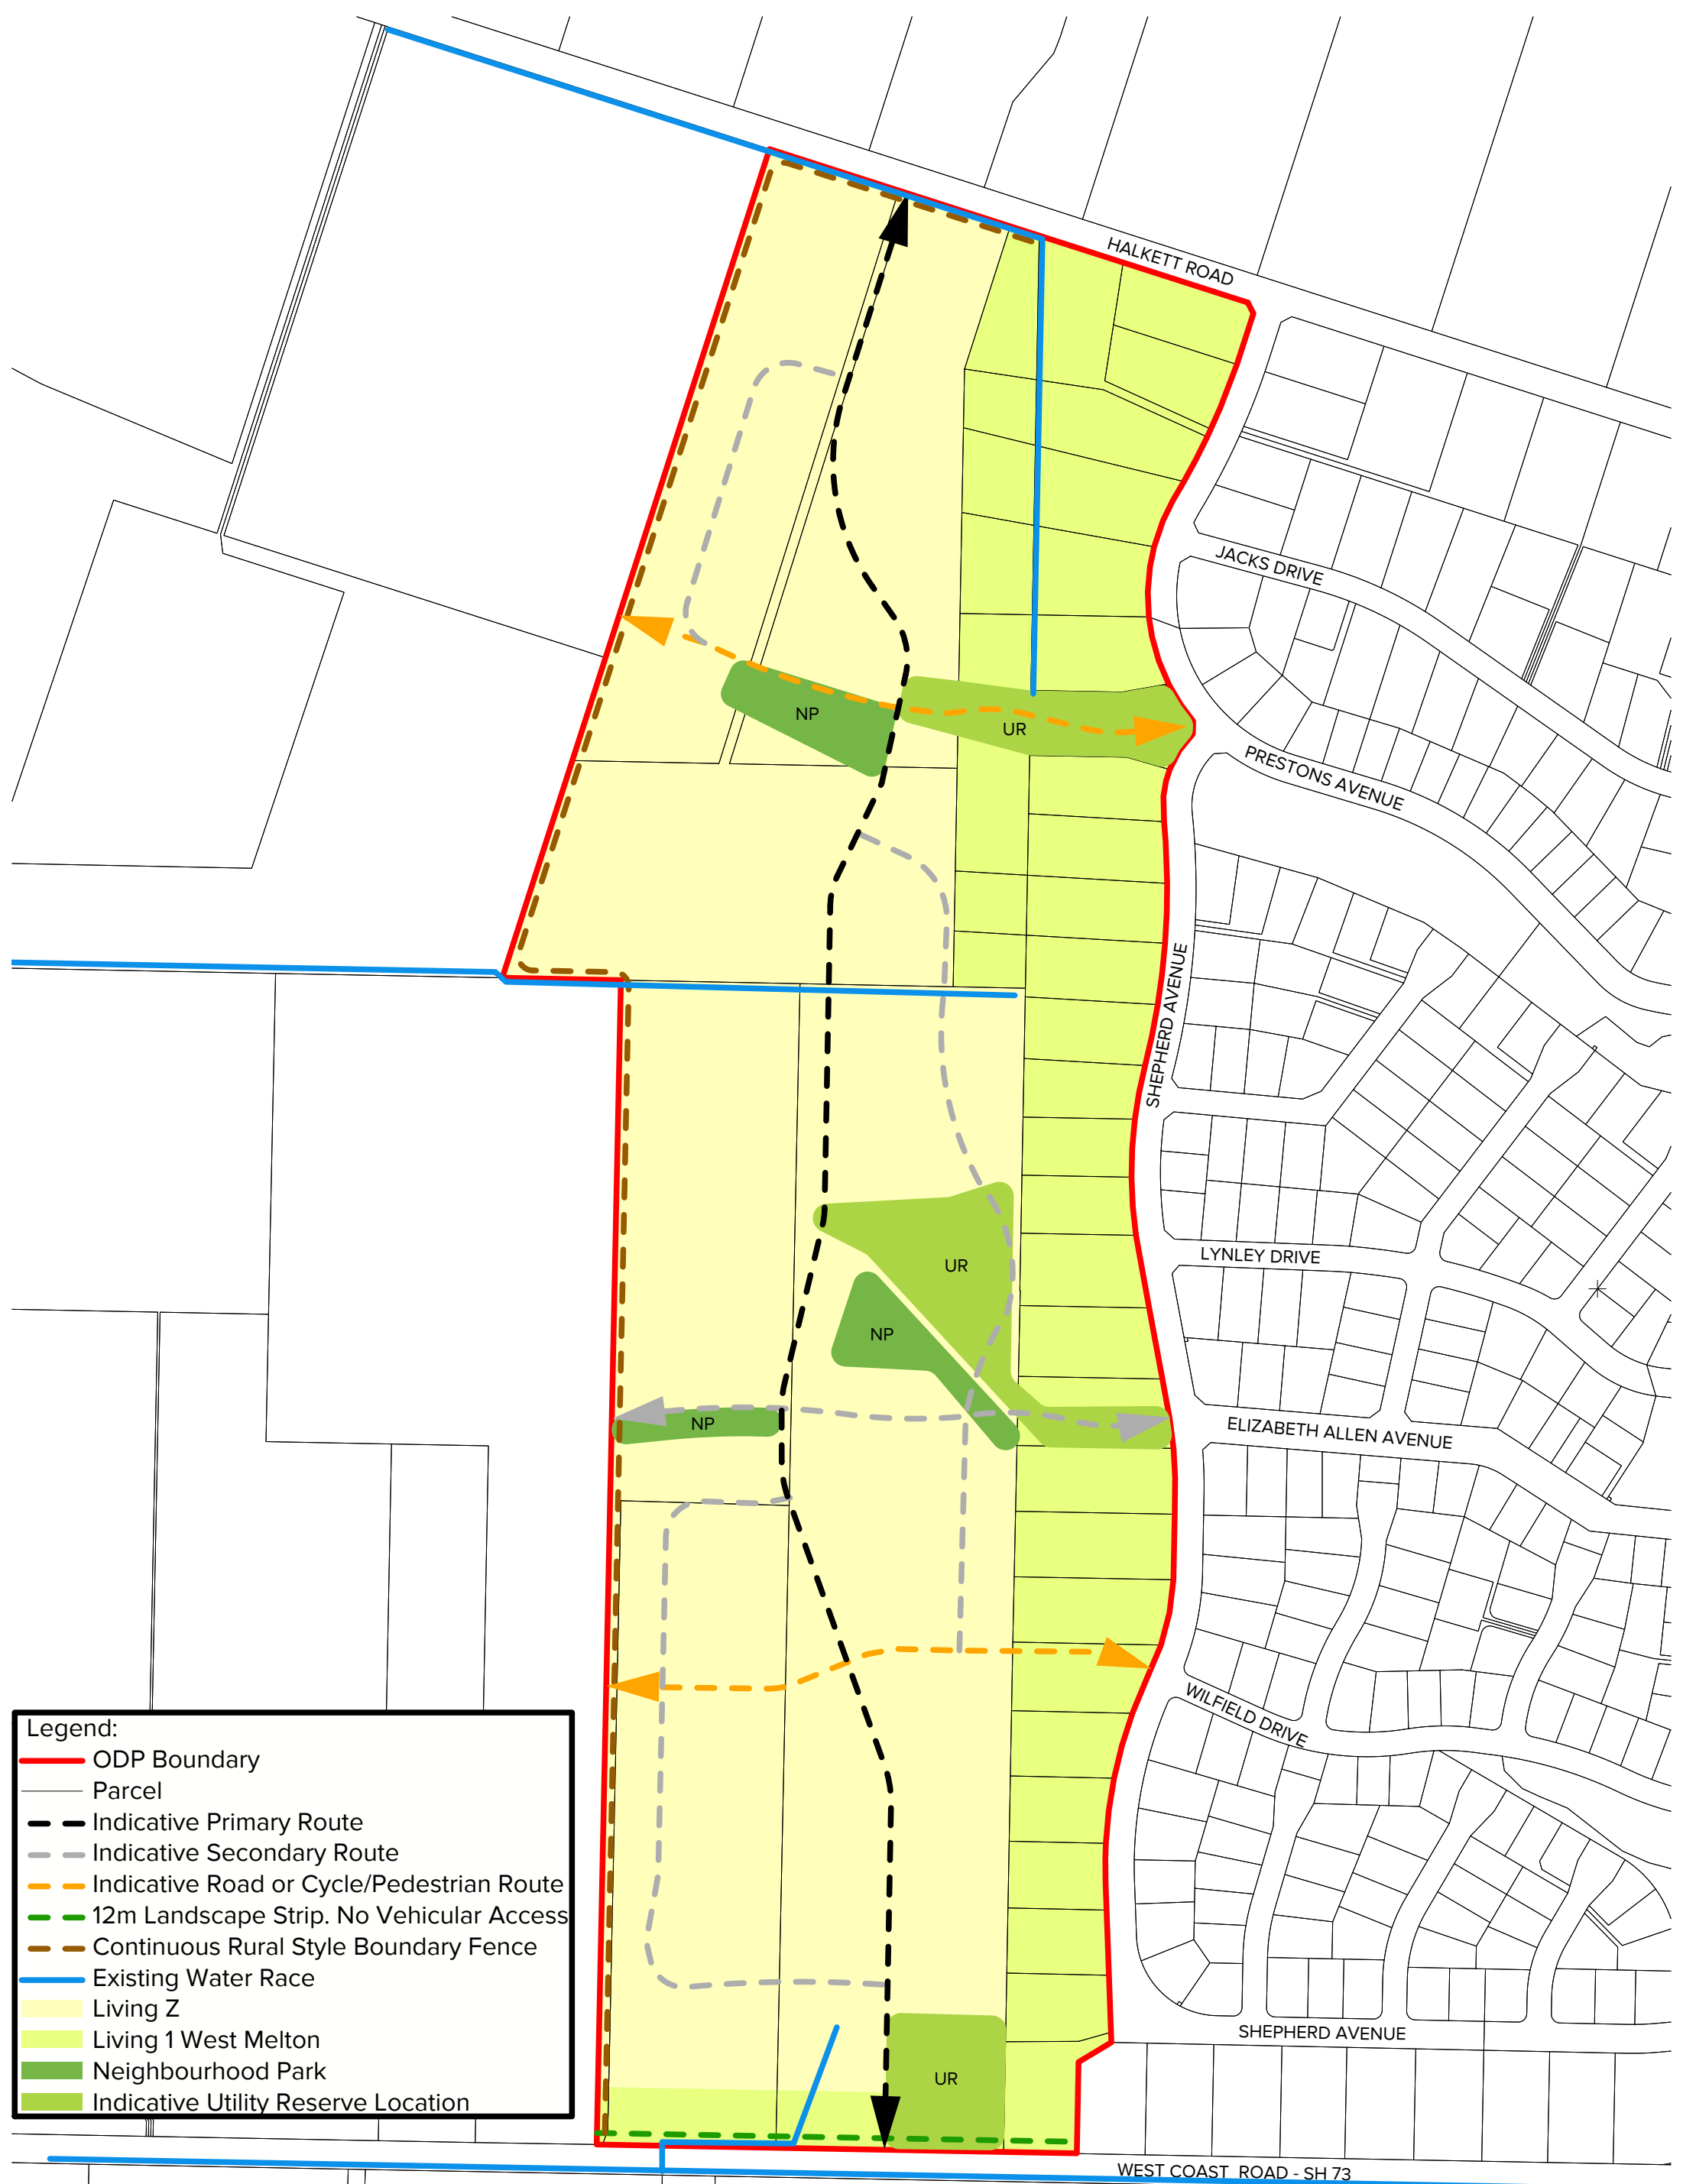 HALKETT ROAD
JACKS DRIVE
NP
UR
PRESTONS AVENUE
SHEPHERD AVENUE
LYNLEY DRIVE
UR
NP
NP
ELIZABETH ALLEN AVENUE
WILFIELD DRIVE
Legend:
ODP Boundary
Parcel
Indicative Primary Route
Indicative Secondary Route
Indicative Road or Cycle/Pedestrian Route
12m Landscape Strip. No Vehicular Access
Continuous Rural Style Boundary Fence
Existing Water Race
Living Z
Living 1 West Melton
Neighbourhood Park
Indicative Utility Reserve Location
SHEPHERD AVENUE
UR
WEST COAST ROAD - SH 73